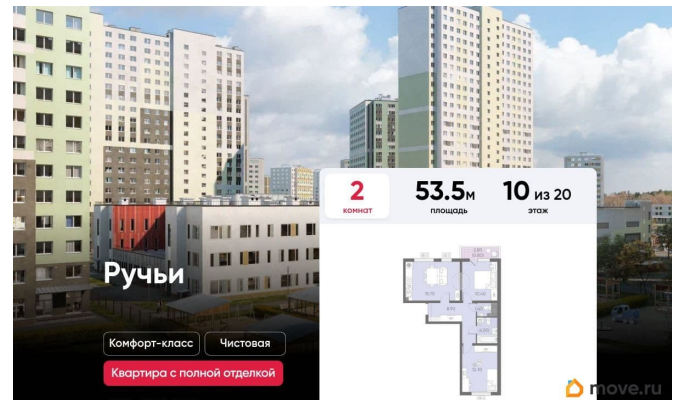 2
комнат
53.5м
площадь
10 из 20
этаж
Ручьи
Комфорт-класс
Чистовая
Квартира с полной отделкой
move.ru